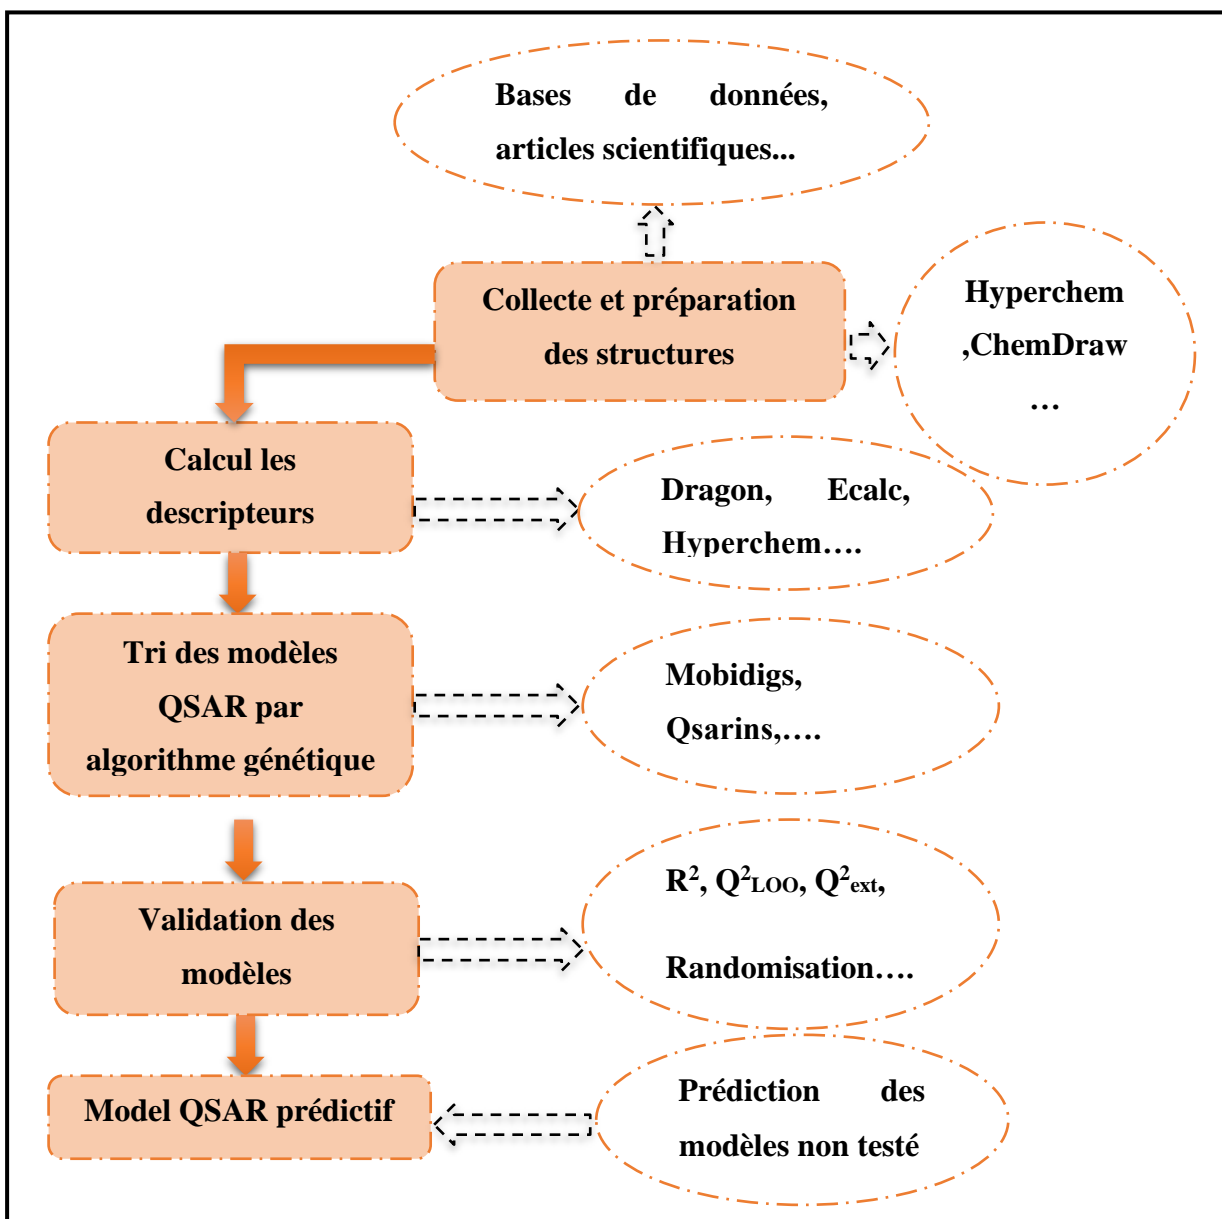 Bases de données,
articles scientifiques...
Collecte et préparation
des structures
Hyperchem
,ChemDraw
...
Calcul les
descripteurs
Dragon, Ecalc,
Hyperchem....
Tri des modèles
QSAR par
algorithme génétique
Mobidigs,
Qsarins,....
Validation des
modèles
R², Q²LOO, Q²ext,
Randomisation....
Model QSAR prédictif
Prédiction des
modèles non testé